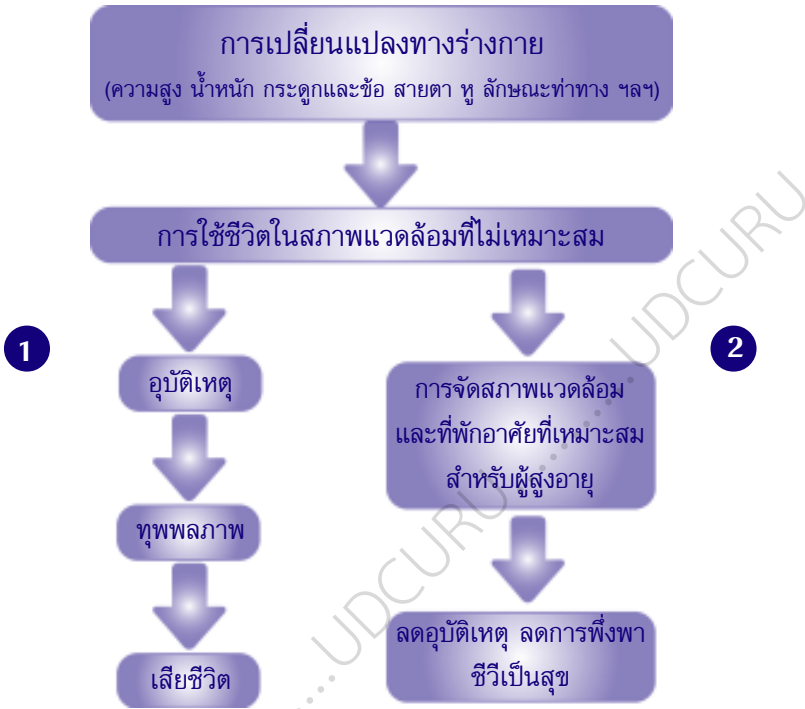 การเปลี่ยนแปลงทางร่างกาย
(ความสูง น้ำหนัก กระดูกและข้อ สายตา หู ลักษณะท่าทาง ฯลฯ)
การใช้ชีวิตในสภาพแวดล้อมที่ไม่เหมาะสม
1
อุบัติเหตุ
ทุพพลภาพ
เสียชีวิต
2
การจัดสภาพแวดล้อม
และที่พักอาศัยที่เหมาะสม
สำหรับผู้สูงอายุ
ลดอุบัติเหตุ ลดการพึ่งพา
ชีวีเป็นสุข
......UDCURU.........UDCURU